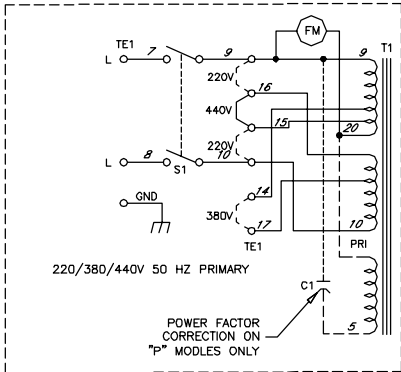 FM
TE1
T1
L
7
9
9
220V
16
440V
15
20
220V
L
8
10
S1
14
GND
380V
17
10
TE1
PRI
220/380/440V 50 HZ PRIMARY
C1
POWER FACTOR
CORRECTION ON
"P" MODLES ONLY
5